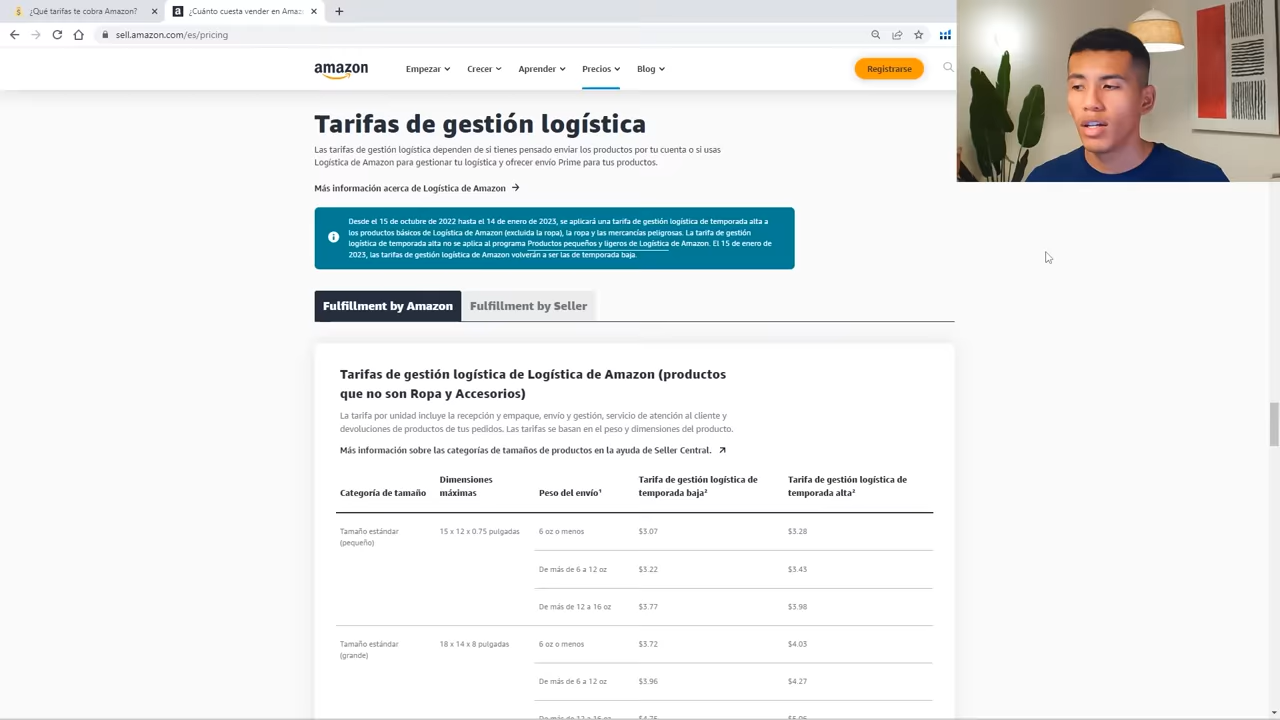 ¿Qué tarifas te cobra Amazon?
¿Cuánto cuesta vender en Amaz
sell.amazon.com/es/pricing
amazon
Empezar
Crecer
Aprender
Precios
Blog
Registrarse
Tarifas de gestión logística
Las tarifas de gestión logística dependen de si tienes pensado enviar los productos por tu cuenta o si usas
Logística de Amazon para gestionar tu logística y ofrecer envío Prime para tus productos.
Más información acerca de Logística de Amazon →
Desde el 15 de octubre de 2022 hasta el 14 de enero de 2023, se aplicará una tarifa de gestión logística de temporada alta a
los productos básicos de Logística de Amazon (excluida la ropa), la ropa y las mercancías peligrosas. La tarifa de gestión
logística de temporada alta no se aplica al programa Productos pequeños y ligeros de Logística de Amazon. El 15 de enero de
2023, las tarifas de gestión logística de Amazon volverán a ser las de temporada baja.
Fulfillment by Amazon
Fulfillment by Seller
Tarifas de gestión logística de Logística de Amazon (productos
que no son Ropa y Accesorios)
La tarifa por unidad incluye la recepción y empaque, envío y gestión, servicio de atención al cliente y
devoluciones de productos de tus pedidos. Las tarifas se basan en el peso y dimensiones del producto.
Más información sobre las categorías de tamaños de productos en la ayuda de Seller Central.
Categoría de tamaño
Dimensiones
máximas
Peso del envío¹
Tarifa de gestión logística de
temporada baja²
Tarifa de gestión logística de
temporada alta²
Tamaño estándar
(pequeño)
15 x 12 x 0.75 pulgadas
6 oz o menos
$3.07
$3.28
De más de 6 a 12 oz
$3.22
$3.43
De más de 12 a 16 oz
$3.77
$3.98
Tamaño estándar
(grande)
18 x 14 x 8 pulgadas
6 oz o menos
$3.72
$4.03
De más de 6 a 12 oz
$3.96
$4.27